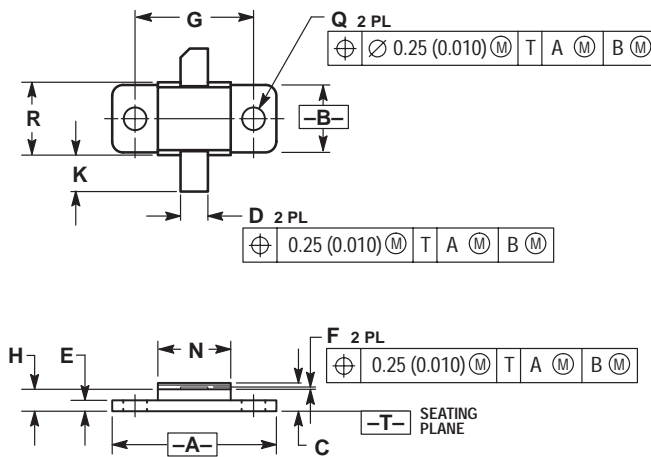 G
Q 2 PL
⌖ ∅ 0.25 (0.010) Ⓜ T A Ⓜ B Ⓜ
R
–B–
K
D 2 PL
⌖ 0.25 (0.010) Ⓜ T A Ⓜ B Ⓜ
N
F 2 PL
H
E
⌖ 0.25 (0.010) Ⓜ T A Ⓜ B Ⓜ
–T– SEATING
PLANE
–A–
C